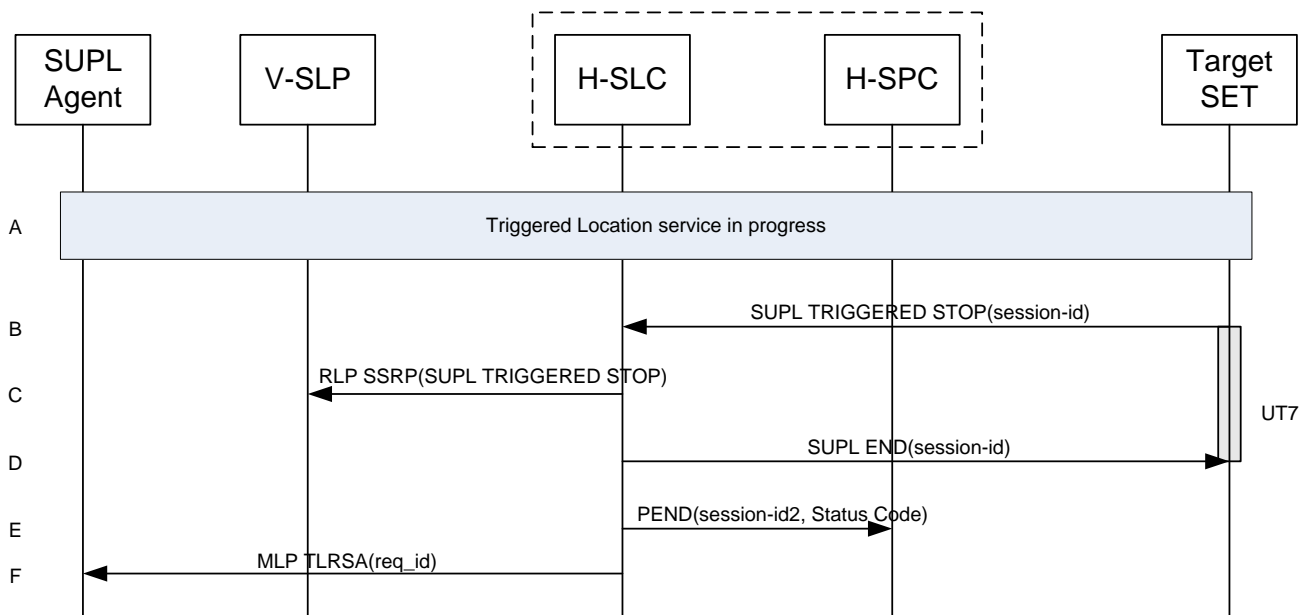 SUPL
Agent
V-SLP
H-SLC
H-SPC
Target
SET
A
Triggered Location service in progress
B
SUPL TRIGGERED STOP(session-id)
C
RLP SSRP(SUPL TRIGGERED STOP)
UT7
D
SUPL END(session-id)
E
PEND(session-id2, Status Code)
F
MLP TLRSA(req_id)